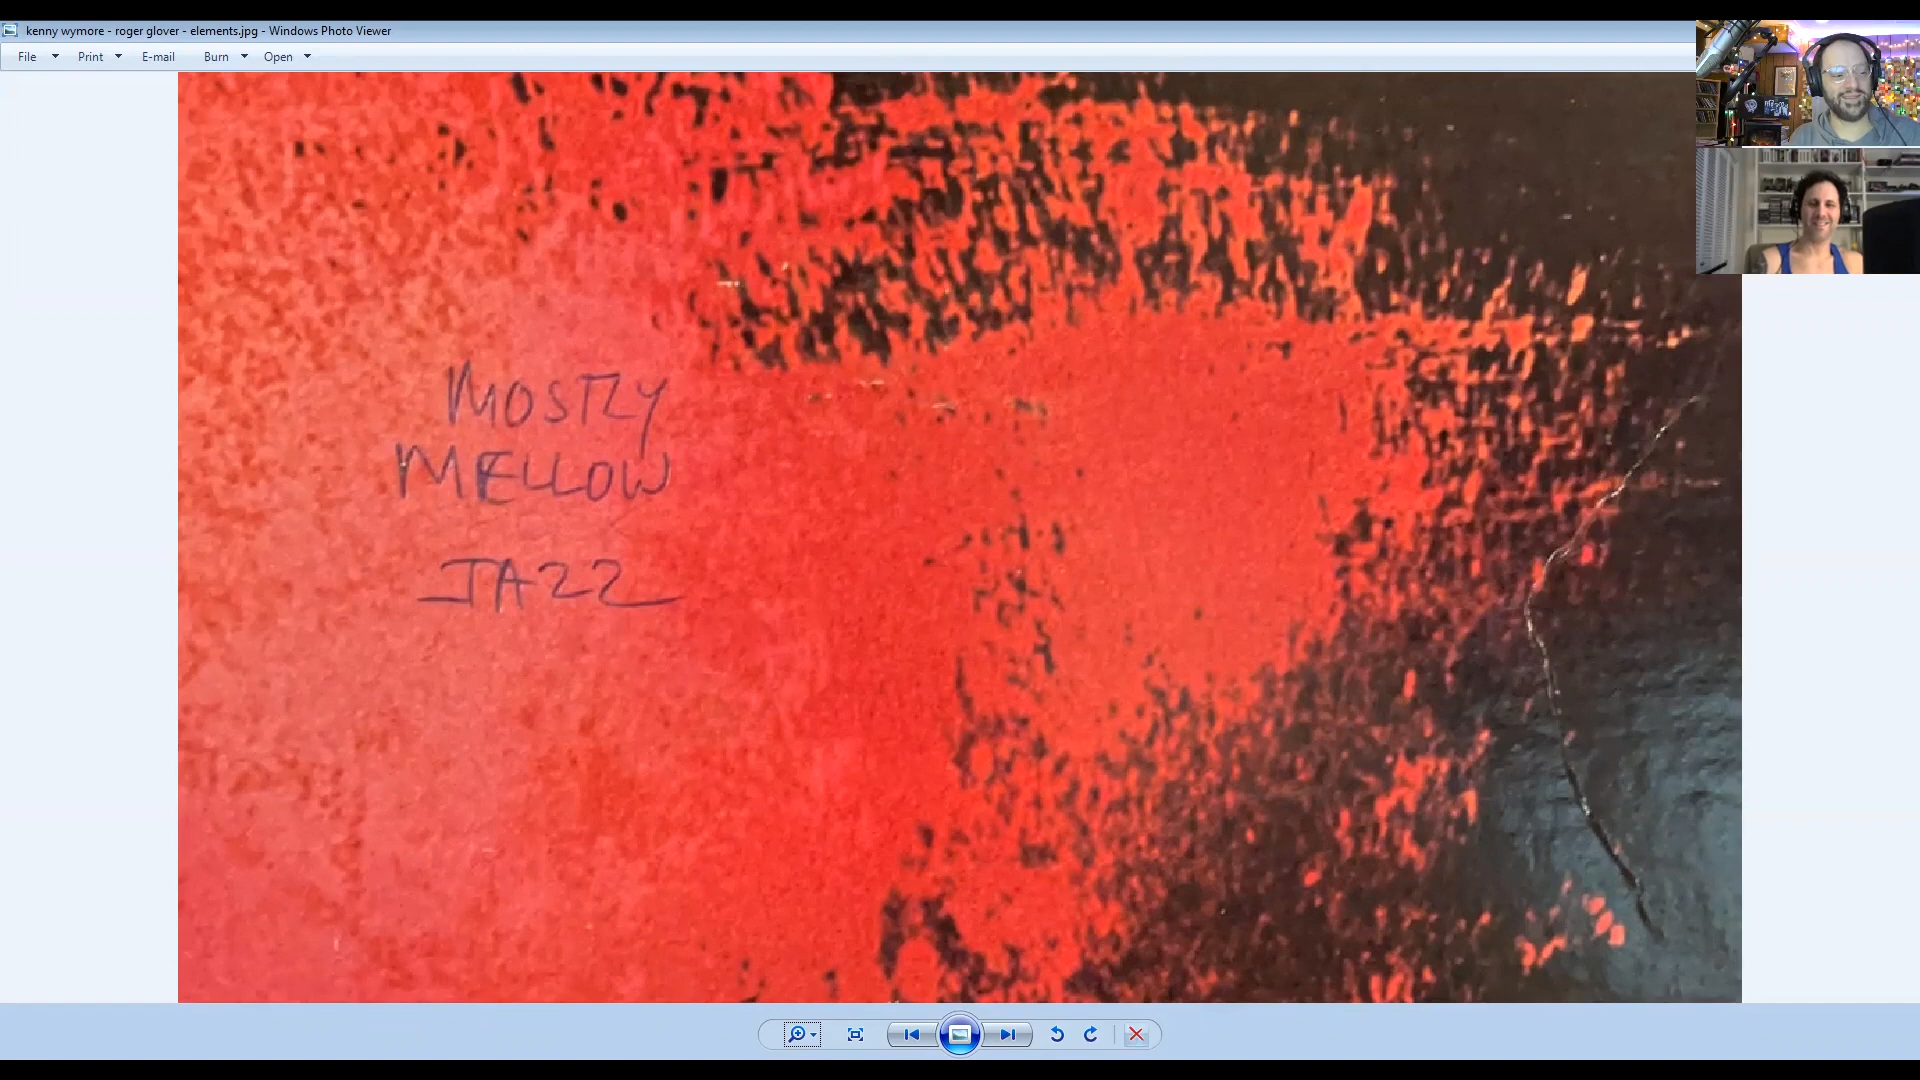 kenny wymore - roger glover - elements.jpg - Windows Photo Viewer
File Print E-mail Burn Open
MOSTLY
MELLOW
JAZZ